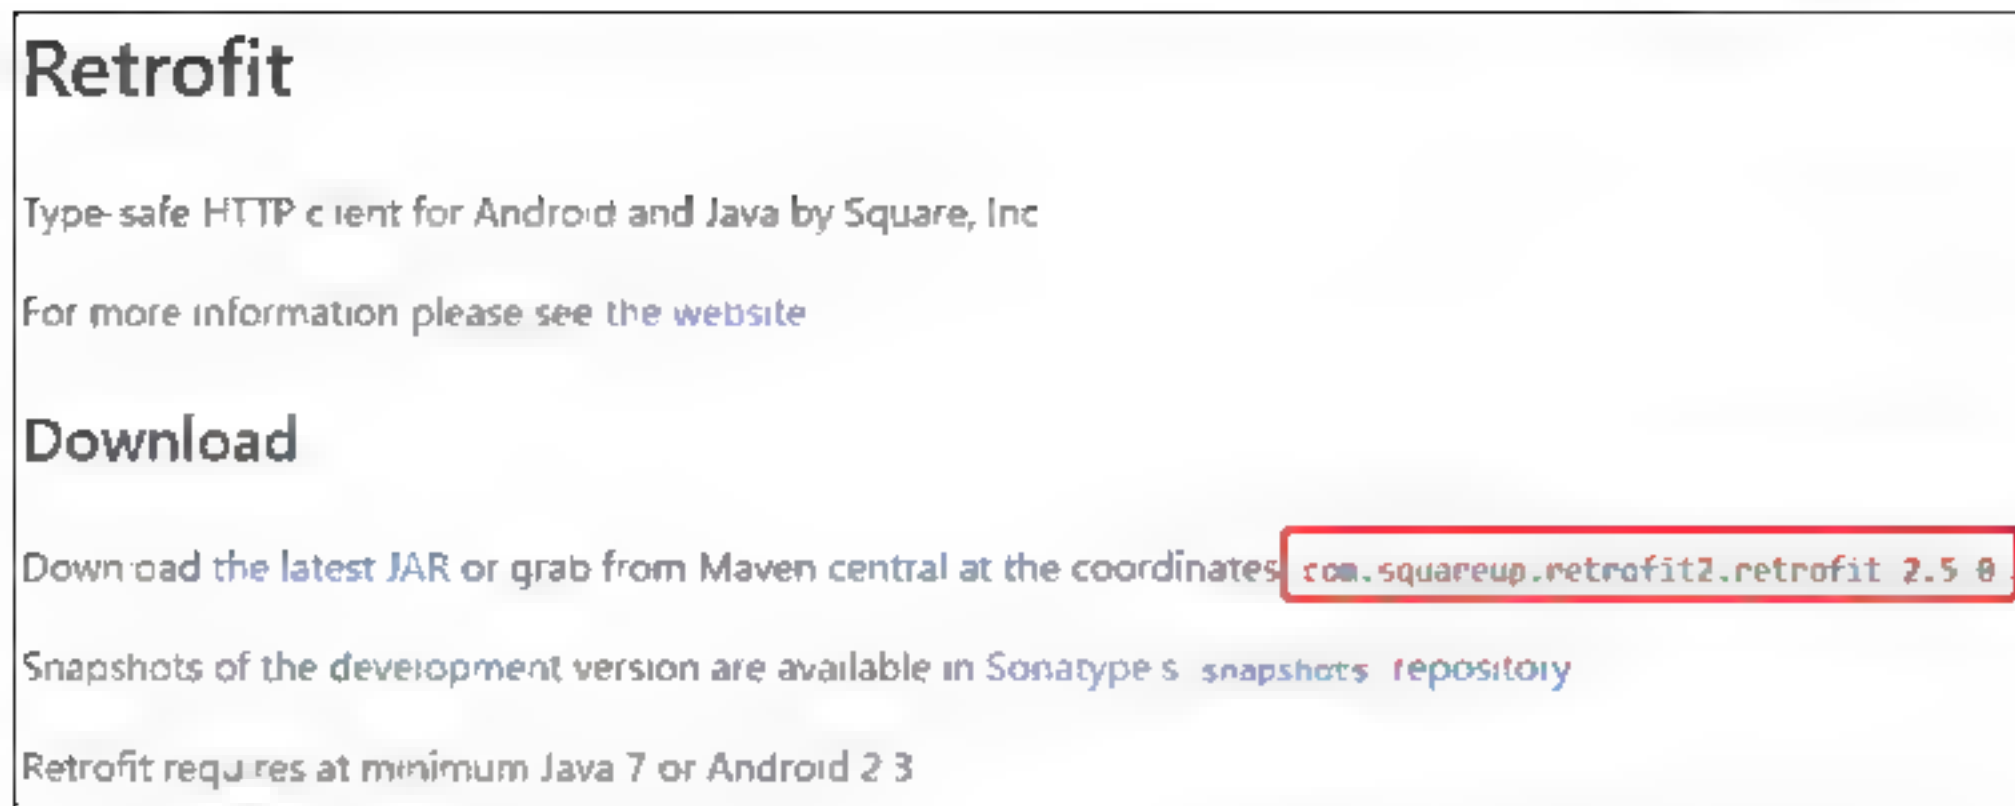 Retrofit
Type-safe HTTP client for Android and Java by Square, Inc
For more information please see the website
Download
Download the latest JAR or grab from Maven central at the coordinates com.squareup.retrofit2.retrofit 2.5 0.
Snapshots of the development version are available in Sonatype s snapshots repository
Retrofit requires at minimum Java 7 or Android 2 3